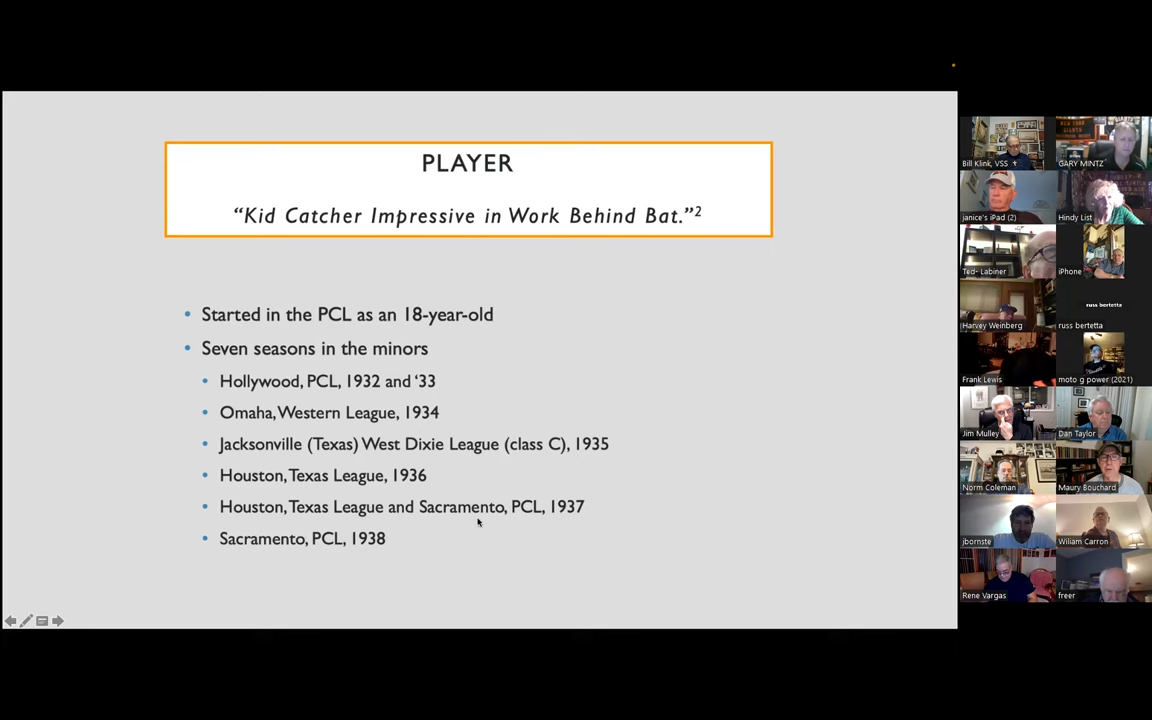 PLAYER
“Kid Catcher Impressive in Work Behind Bat.”2
• Started in the PCL as an 18-year-old
• Seven seasons in the minors
• Hollywood, PCL, 1932 and ‘33
• Omaha, Western League, 1934
• Jacksonville (Texas) West Dixie League (class C), 1935
• Houston, Texas League, 1936
• Houston, Texas League and Sacramento, PCL, 1937
• Sacramento, PCL, 1938
Bill Klink, VSS
GARY MINTZ
janice's iPad (2)
Hindy List
Ted- Labiner
iPhone
Harvey Weinberg
russ bertetta
russ bertetta
Frank Lewis
moto g power (2021)
Jim Mulley
Dan Taylor
Norm Coleman
Maury Bouchard
jbornste
Wiliam Carron
Rene Vargas
freer